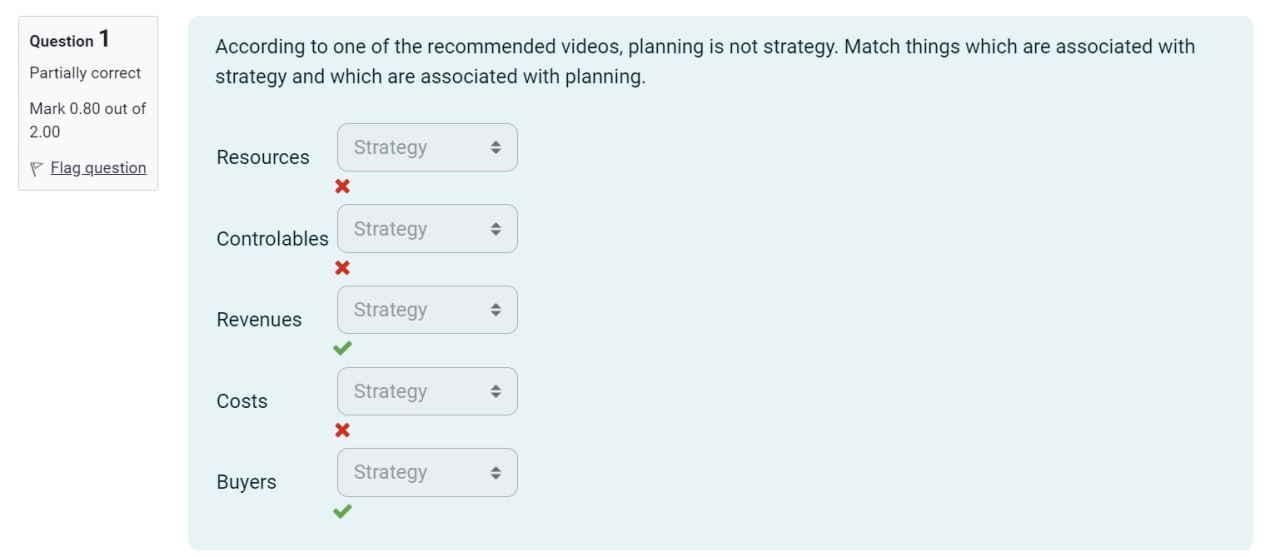 Question 1
Partially correct
Mark 0.80 out of
2.00
Flag question
According to one of the recommended videos, planning is not strategy. Match things which are associated with
strategy and which are associated with planning.
Resources Strategy
Controlables Strategy
Revenues Strategy
Costs Strategy
Buyers Strategy